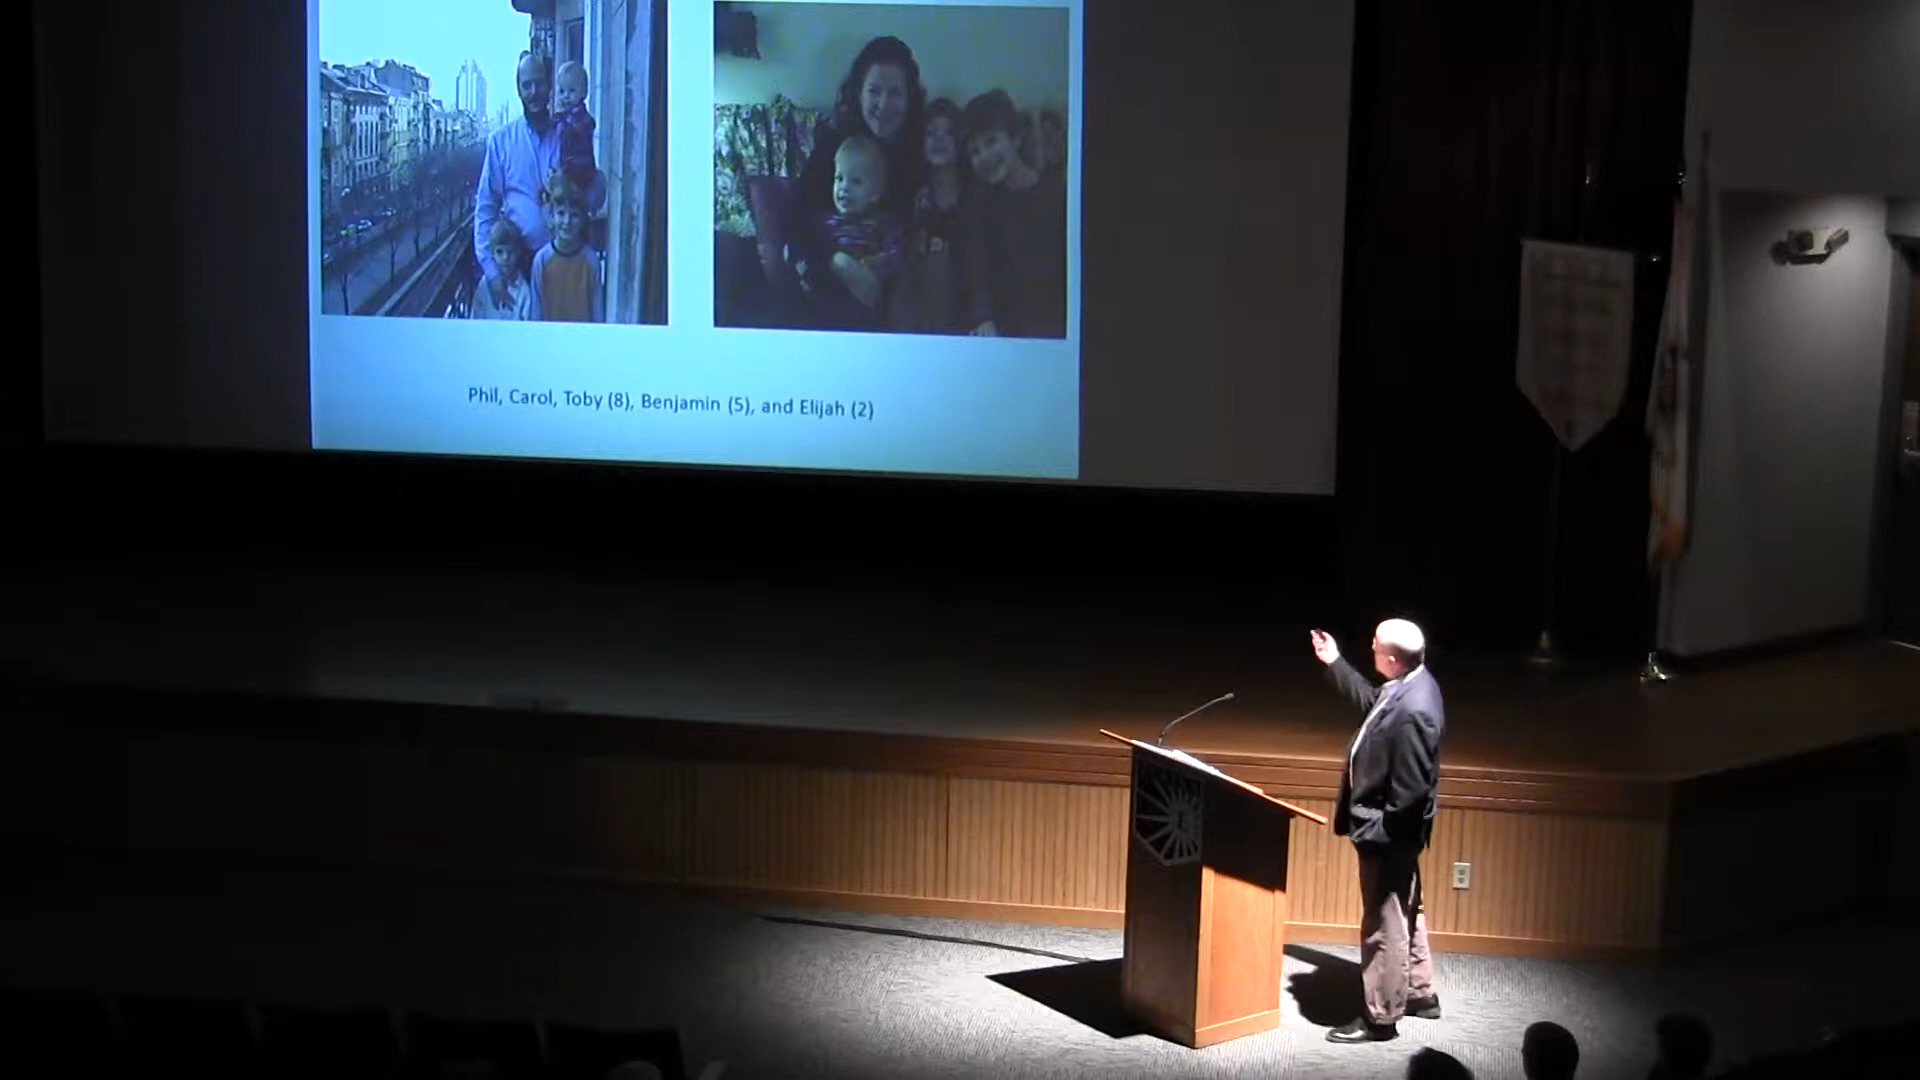 Phil, Carol, Toby (8), Benjamin (5), and Elijah (2)